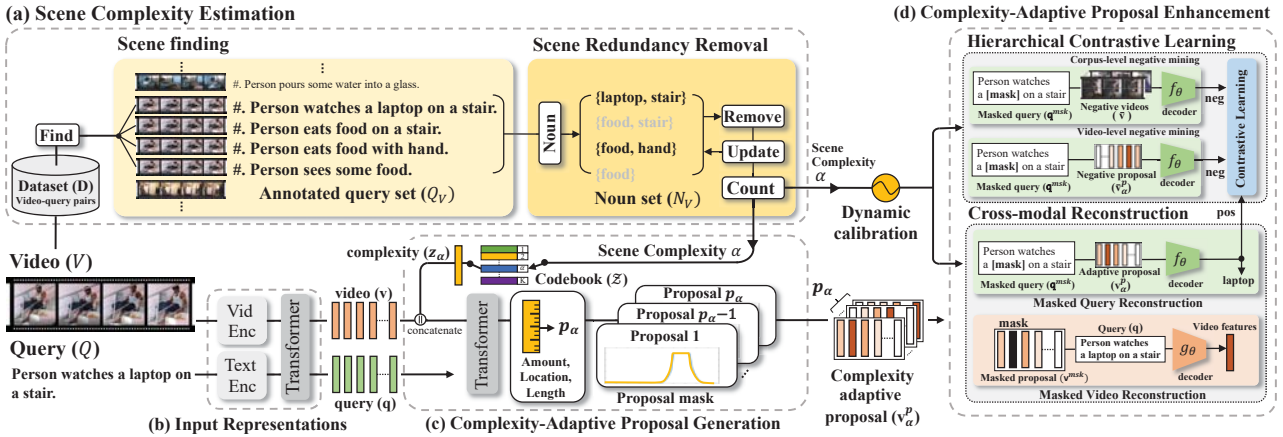 (a) Scene Complexity Estimation
Scene finding
#. Person pours some water into a glass.
#. Person watches a laptop on a stair.
#. Person eats food on a stair.
#. Person eats food with hand.
#. Person sees some food.
Annotated query set (Q_V)
Find
Dataset (D)
Video-query pairs
Scene Redundancy Removal
Noun
{laptop, stair}
{food, stair}
{food, hand}
{food}
Noun set (N_V)
Remove
Update
Count
Scene
Complexity
α
Dynamic
calibration
Video (V)
Query (Q)
Person watches a laptop on
a stair.
Vid
Enc
Text
Enc
Transformer
video (v)
query (q)
(b) Input Representations
complexity (z_α)
Scene Complexity α
1
2
α
K
Codebook (Z)
concatenate
Transformer
p_α
Amount,
Location,
Length
Proposal p_α
Proposal p_α−1
Proposal 1
Proposal mask
(c) Complexity-Adaptive Proposal Generation
p_α
Complexity
adaptive
proposal (v_α^p)
(d) Complexity-Adaptive Proposal Enhancement
Hierarchical Contrastive Learning
Corpus-level negative mining
Person watches
a [mask] on a stair
Masked query (q^msk)
Negative videos
(v̄)
f_θ
decoder
neg
Video-level negative mining
Person watches
a [mask] on a stair
Masked query (q^msk)
Negative proposal
(v̄_α^p)
f_θ
decoder
neg
Contrastive Learning
Cross-modal Reconstruction
pos
Person watches
a [mask] on a stair
Masked query (q^msk)
Adaptive proposal
(v_α^p)
f_θ
decoder
laptop
Masked Query Reconstruction
mask
Masked proposal (v^msk)
Query (q)
Person watches
a laptop on a stair
g_θ
decoder
Video features
Masked Video Reconstruction